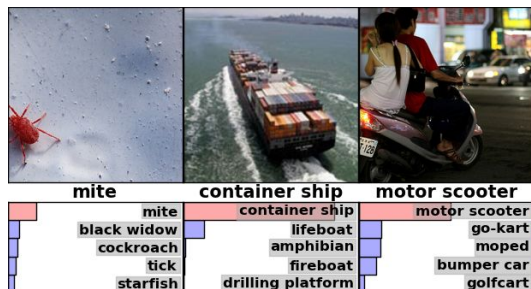 mite
container ship
motor scooter
mite
black widow
cockroach
tick
starfish
container ship
lifeboat
amphibian
fireboat
drilling platform
motor scooter
go-kart
moped
bumper car
golfcart